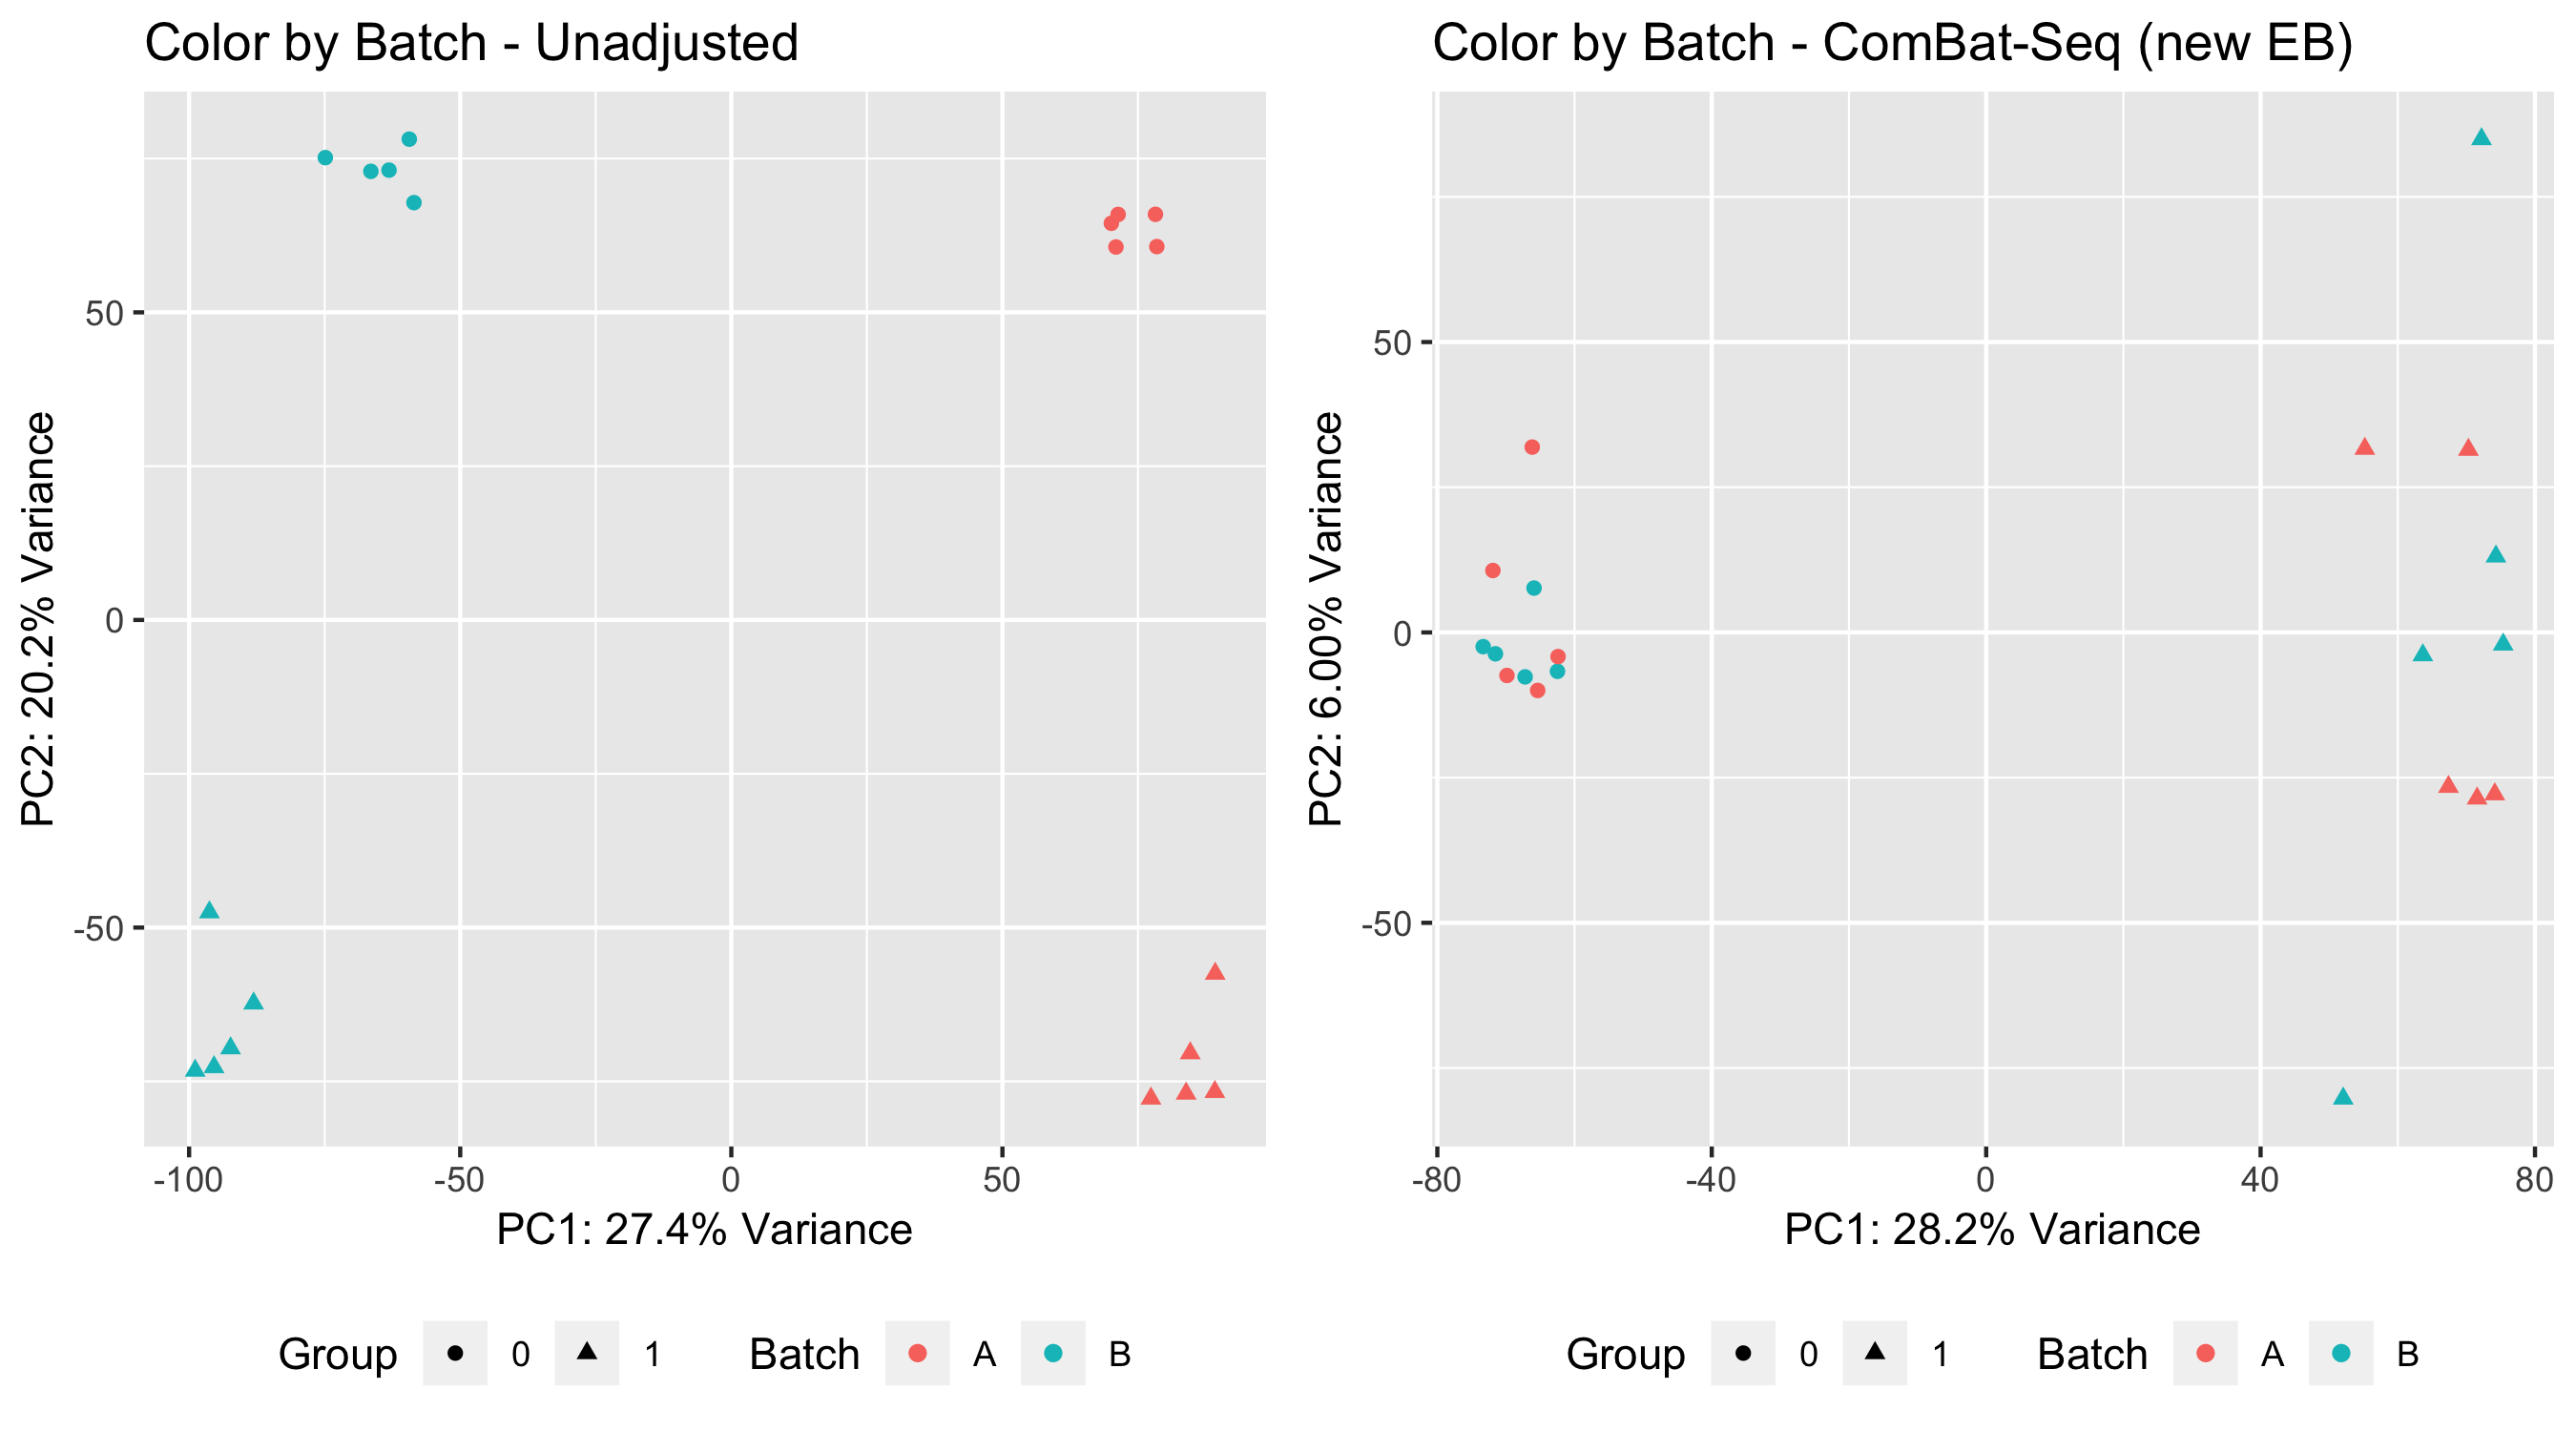 Color by Batch - Unadjusted
50
0
-50
PC2: 20.2% Variance
-100 -50 0 50
PC1: 27.4% Variance
Group 0 1 Batch A B
Color by Batch - ComBat-Seq (new EB)
50
0
-50
PC2: 6.00% Variance
-80 -40 0 40 80
PC1: 28.2% Variance
Group 0 1 Batch A B